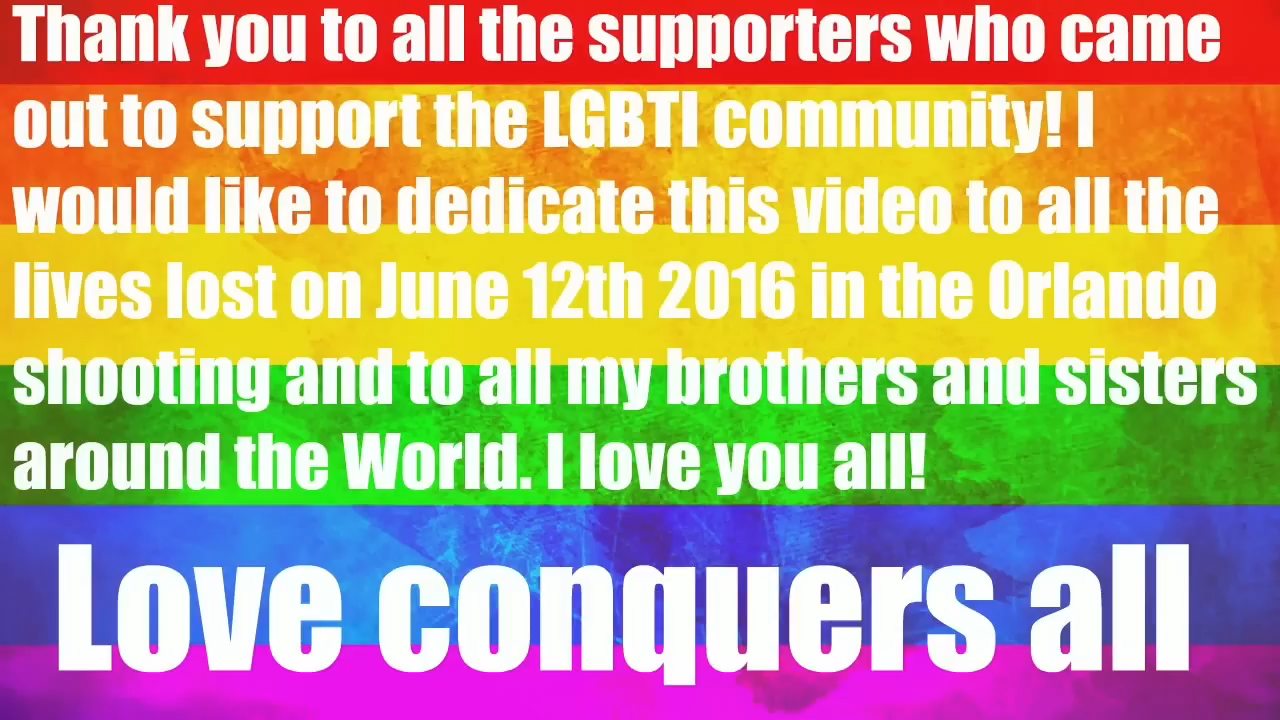 Thank you to all the supporters who came
out to support the LGBTI community! I
would like to dedicate this video to all the
lives lost on June 12th 2016 in the Orlando
shooting and to all my brothers and sisters
around the World. I love you all!
Love conquers all